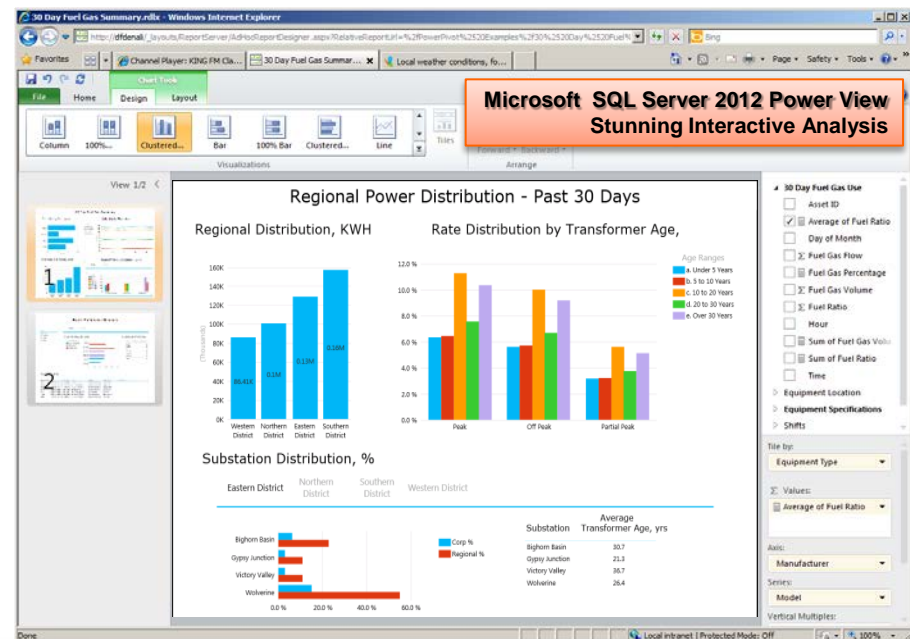 30 Day Fuel Gas Summary.rdlx - Windows Internet Explorer
Bing
Favorites
Channel Player: KING FM Cla...
30 Day Fuel Gas Summar...
Local weather conditions, fo...
Page
Safety
Tools
Chart Tools
File
Home
Design
Layout
Microsoft SQL Server 2012 Power View
Stunning Interactive Analysis
Column
100%...
Clustered...
Bar
100% Bar
Clustered...
Line
Tiles
Forward
Backward
Visualizations
Arrange
View 1/2
1
2
Regional Power Distribution - Past 30 Days
Regional Distribution, KWH
(Thousands)
160K
140K
120K
100K
80K
60K
40K
20K
0K
86.41K
0.1M
0.13M
0.16M
Western District
Northern District
Eastern District
Southern District
Rate Distribution by Transformer Age,
12.0 %
10.0 %
8.0 %
6.0 %
4.0 %
2.0 %
0.0 %
Peak
Off Peak
Partial Peak
Age Ranges
a. Under 5 Years
b. 5 to 10 Years
c. 10 to 20 Years
d. 20 to 30 Years
e. Over 30 Years
Substation Distribution, %
Eastern District
Northern District
Southern District
Western District
Bighorn Basin
Gypsy Junction
Victory Valley
Wolverine
0.0 %
20.0 %
40.0 %
60.0 %
Corp %
Regional %
Substation
Average Transformer Age, yrs
Bighorn Basin 30.7
Gypsy Junction 21.3
Victory Valley 36.7
Wolverine 26.4
30 Day Fuel Gas Use
Asset ID
Average of Fuel Ratio
Day of Month
Σ Fuel Gas Flow
Fuel Gas Percentage
Σ Fuel Gas Volume
Σ Fuel Ratio
Hour
Sum of Fuel Gas Volu
Sum of Fuel Ratio
Time
Equipment Location
Equipment Specifications
Shifts
Tile by:
Equipment Type
Σ Values:
Average of Fuel Ratio
Axis:
Manufacturer
Series:
Model
Vertical Multiples:
Done
Local intranet | Protected Mode: Off
100%